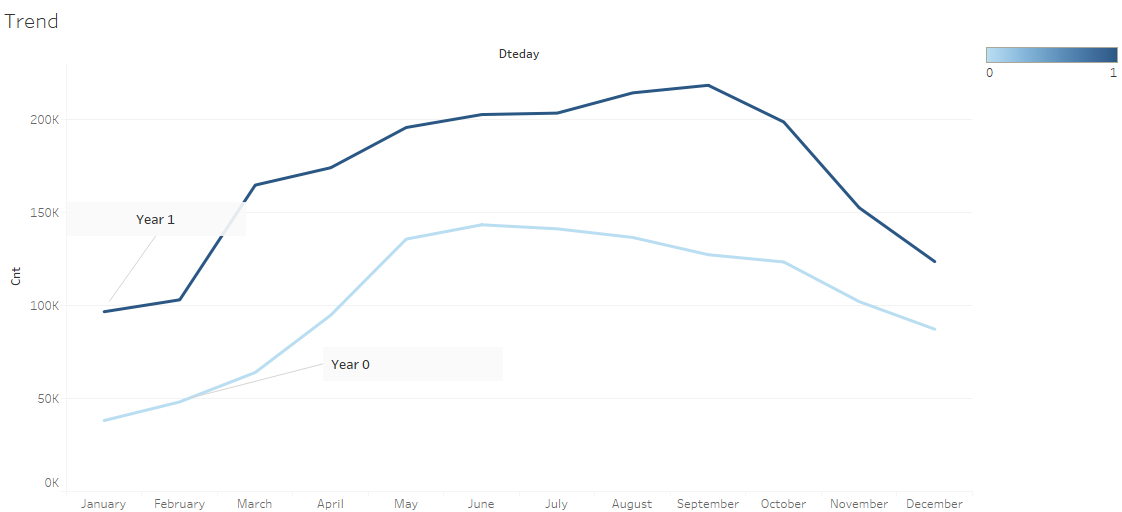 Trend
Dteday
0 1
200K
150K
100K
50K
0K
Cnt
Year 1
Year 0
January February March April May June July August September October November December